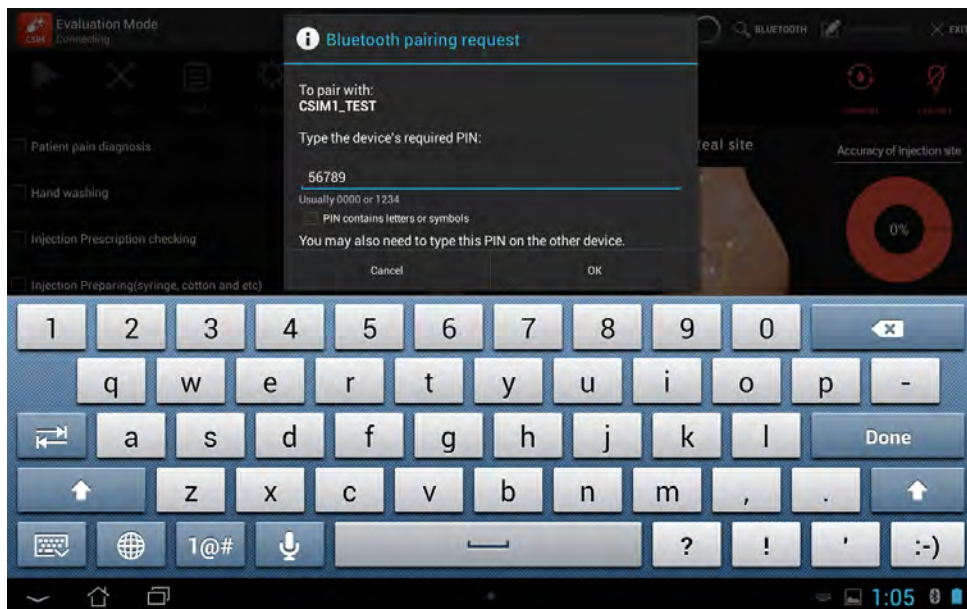 Evaluation Mode
CSIM
Connecting
BLUETOOTH
EXIT
Bluetooth pairing request
To pair with:
CSIM1_TEST
Type the device's required PIN:
56789
Usually 0000 or 1234
PIN contains letters or symbols
You may also need to type this PIN on the other device.
Cancel
OK
Patient pain diagnosis
Hand washing
Injection Prescription checking
Injection Preparing(syringe, cotton and etc)
teal site
Accuracy of Injection site
0%
1 2 3 4 5 6 7 8 9 0
q w e r t y u i o p -
a s d f g h j k l Done
z x c v b n m , .
1@# ? ! ' :-)
1:05